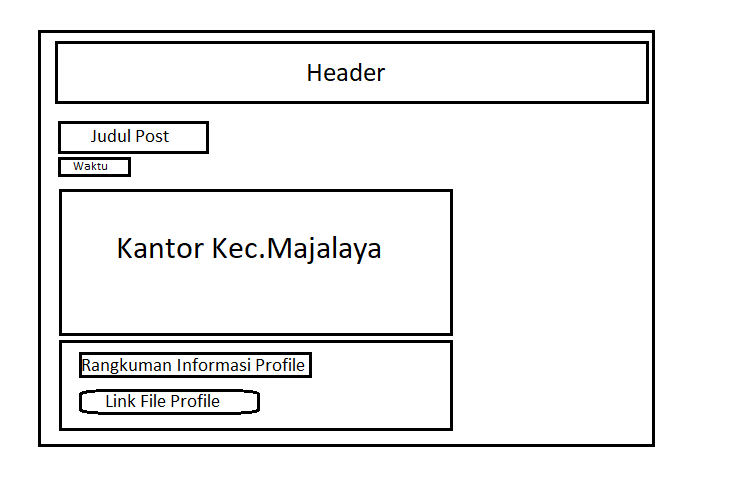 Header
Judul Post
Waktu
Kantor Kec.Majalaya
Rangkuman Informasi Profile
Link File Profile